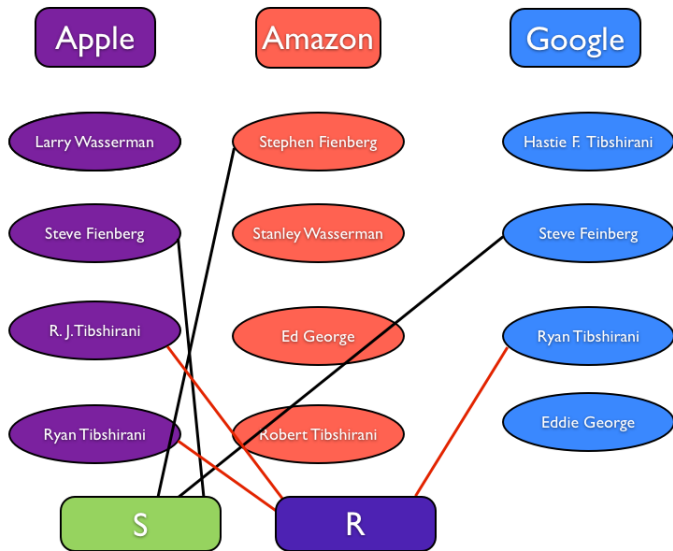 Apple
Amazon
Google
Larry Wasserman
Stephen Fienberg
Hastie F. Tibshirani
Steve Fienberg
Stanley Wasserman
Steve Feinberg
R. J.Tibshirani
Ed George
Ryan Tibshirani
Ryan Tibshirani
Robert Tibshirani
Eddie George
S
R